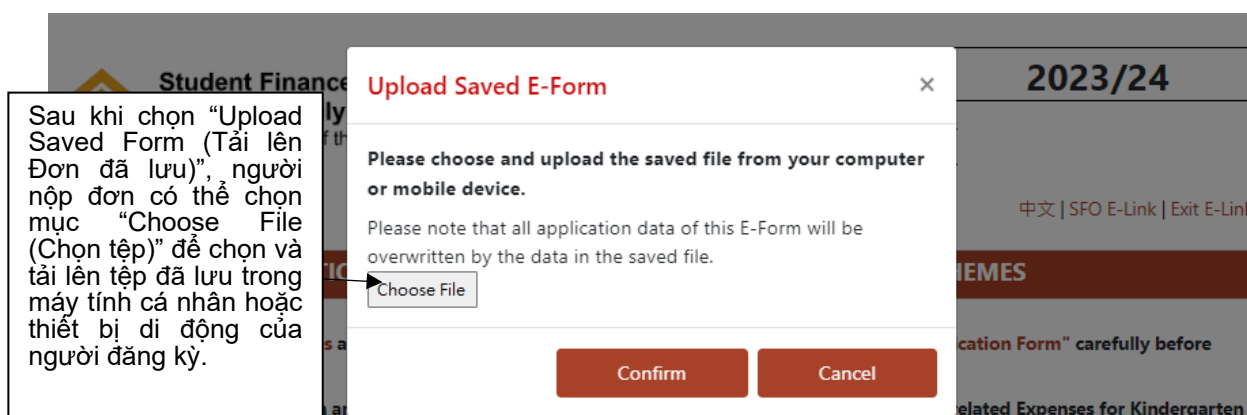 Student Finance
2023/24
ly
f th
中文 | SFO E-Link | Exit E-Link
IEMES
s a
cation Form" carefully before
elated Expenses for Kindergarten
Sau khi chọn “Upload
Saved Form (Tải lên
Đơn đã lưu)”, người
nộp đơn có thể chọn
mục “Choose File
(Chọn tệp)” để chọn và
tải lên tệp đã lưu trong
máy tính cá nhân hoặc
thiết bị di động của
người đăng kỳ.
Upload Saved E-Form ×
Please choose and upload the saved file from your computer
or mobile device.
Please note that all application data of this E-Form will be
overwritten by the data in the saved file.
Choose File
Confirm
Cancel